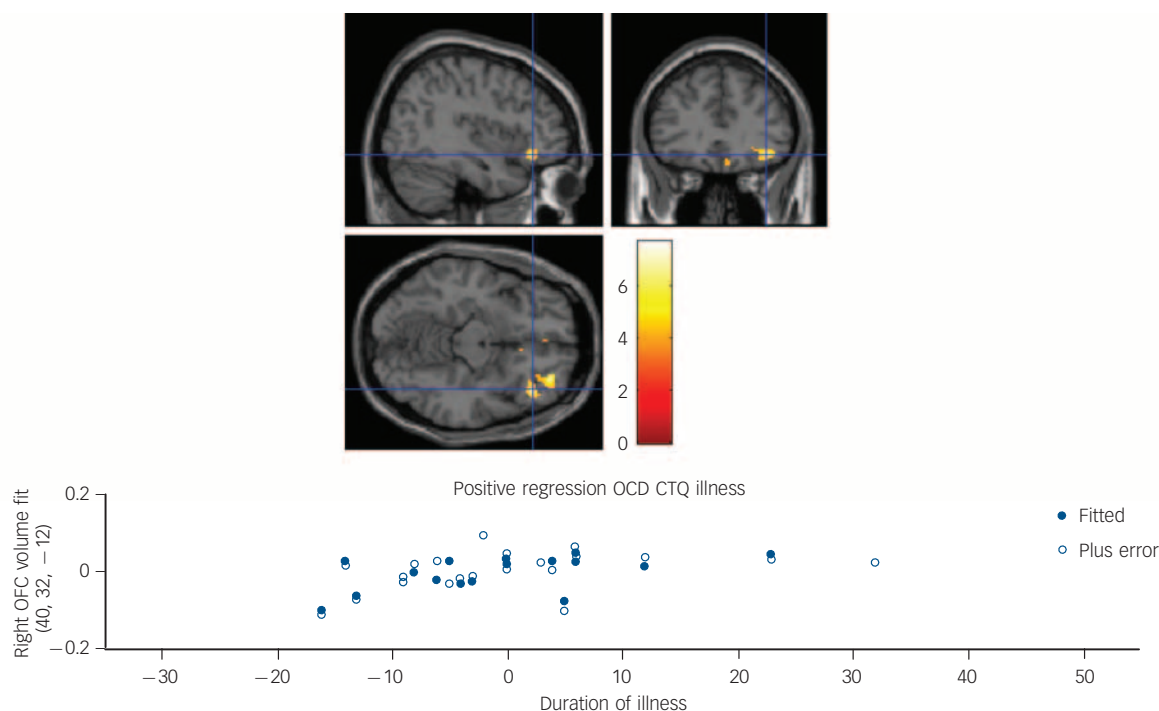 6
4
2
0
Positive regression OCD CTQ illness
Right OFC volume fit
(40, 32, −12)
0.2
0
−0.2
Fitted
Plus error
−30 −20 −10 0 10 20 30 40 50
Duration of illness